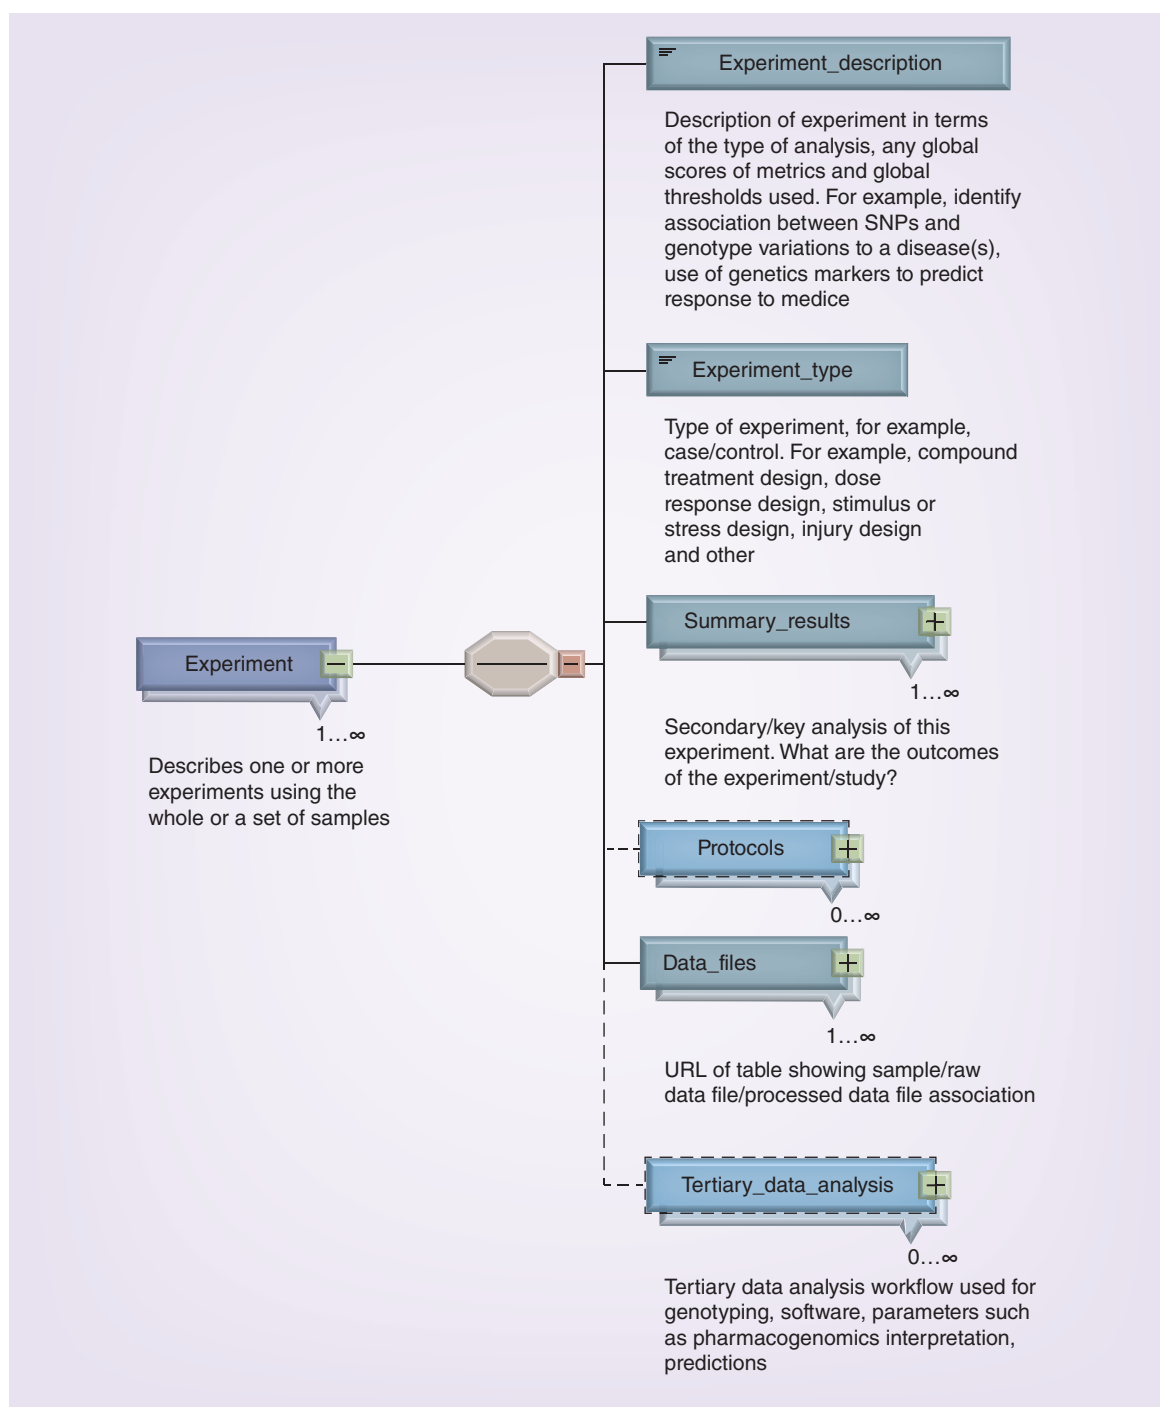 Experiment_description
Description of experiment in terms
of the type of analysis, any global
scores of metrics and global
thresholds used. For example, identify
association between SNPs and
genotype variations to a disease(s),
use of genetics markers to predict
response to medice
Experiment_type
Type of experiment, for example,
case/control. For example, compound
treatment design, dose
response design, stimulus or
stress design, injury design
and other
Summary_results
1…∞
Secondary/key analysis of this
experiment. What are the outcomes
of the experiment/study?
Experiment
1…∞
Describes one or more
experiments using the
whole or a set of samples
Protocols
0…∞
Data_files
1…∞
URL of table showing sample/raw
data file/processed data file association
Tertiary_data_analysis
0…∞
Tertiary data analysis workflow used for
genotyping, software, parameters such
as pharmacogenomics interpretation,
predictions